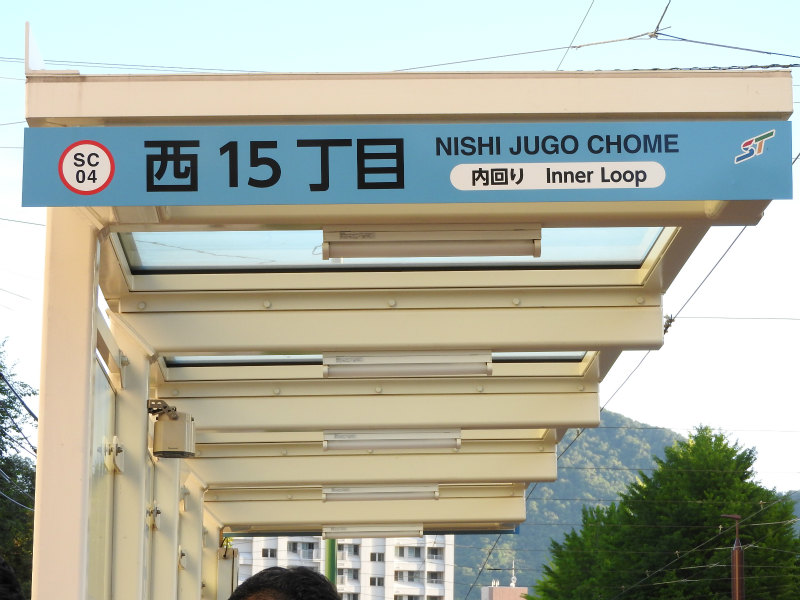 SC
04
西15丁目
NISHI JUGO CHOME
内回り Inner Loop
ST